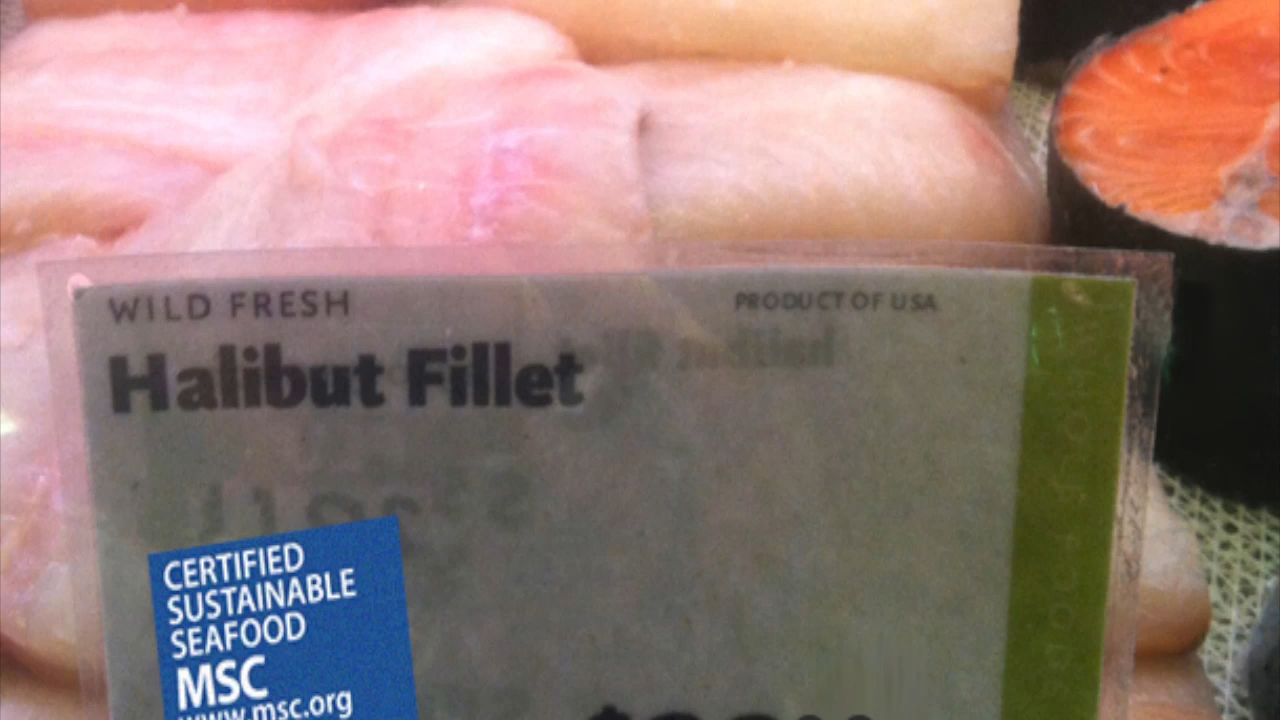 WILD FRESH
PRODUCT OF USA
Halibut Fillet
CERTIFIED
SUSTAINABLE
SEAFOOD
MSC
www.msc.org